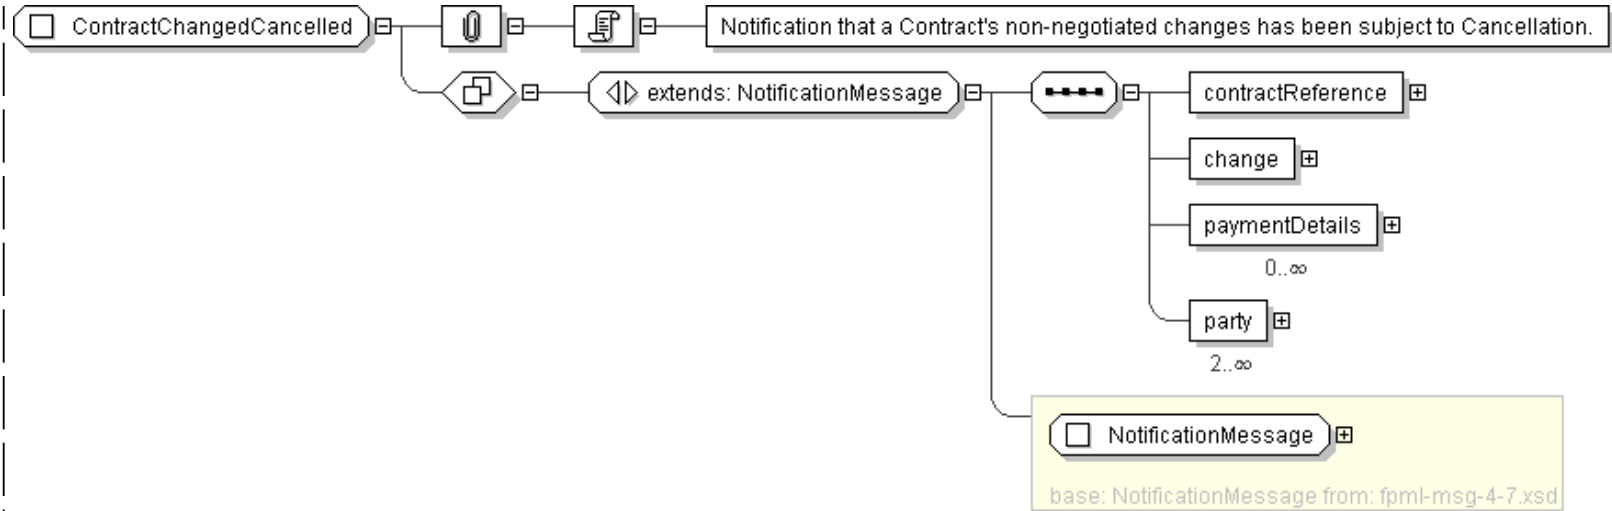 ContractChangedCancelled
Notification that a Contract's non-negotiated changes has been subject to Cancellation.
extends: NotificationMessage
contractReference
change
paymentDetails
0..∞
party
2..∞
NotificationMessage
base: NotificationMessage from: fpml-msg-4-7.xsd